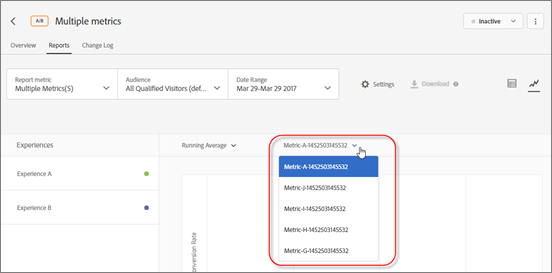 A/B Multiple metrics
Inactive
Overview Reports Change Log
Report metric Audience Date Range
Multiple Metrics(5) All Qualified Visitors (def... Mar 29-Mar 29 2017
Settings Download
Experiences
Running Average Metric-A-1452503145532
Experience A
Experience B
Metric-A-1452503145532
Metric-J-1452503145532
Metric-I-1452503145532
Metric-H-1452503145532
Metric-G-1452503145532
onversion Rate